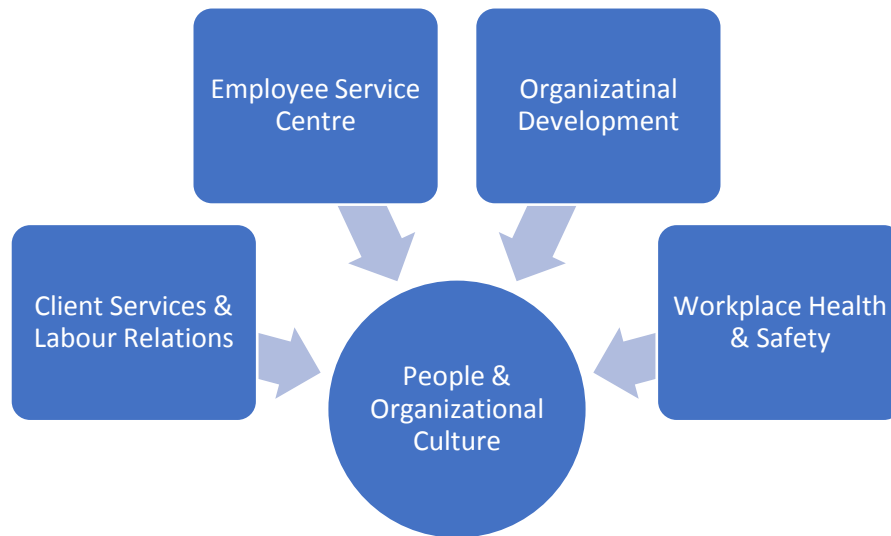 Employee Service
Centre
Organizatinal
Development
Client Services &
Labour Relations
Workplace Health
& Safety
People &
Organizational
Culture